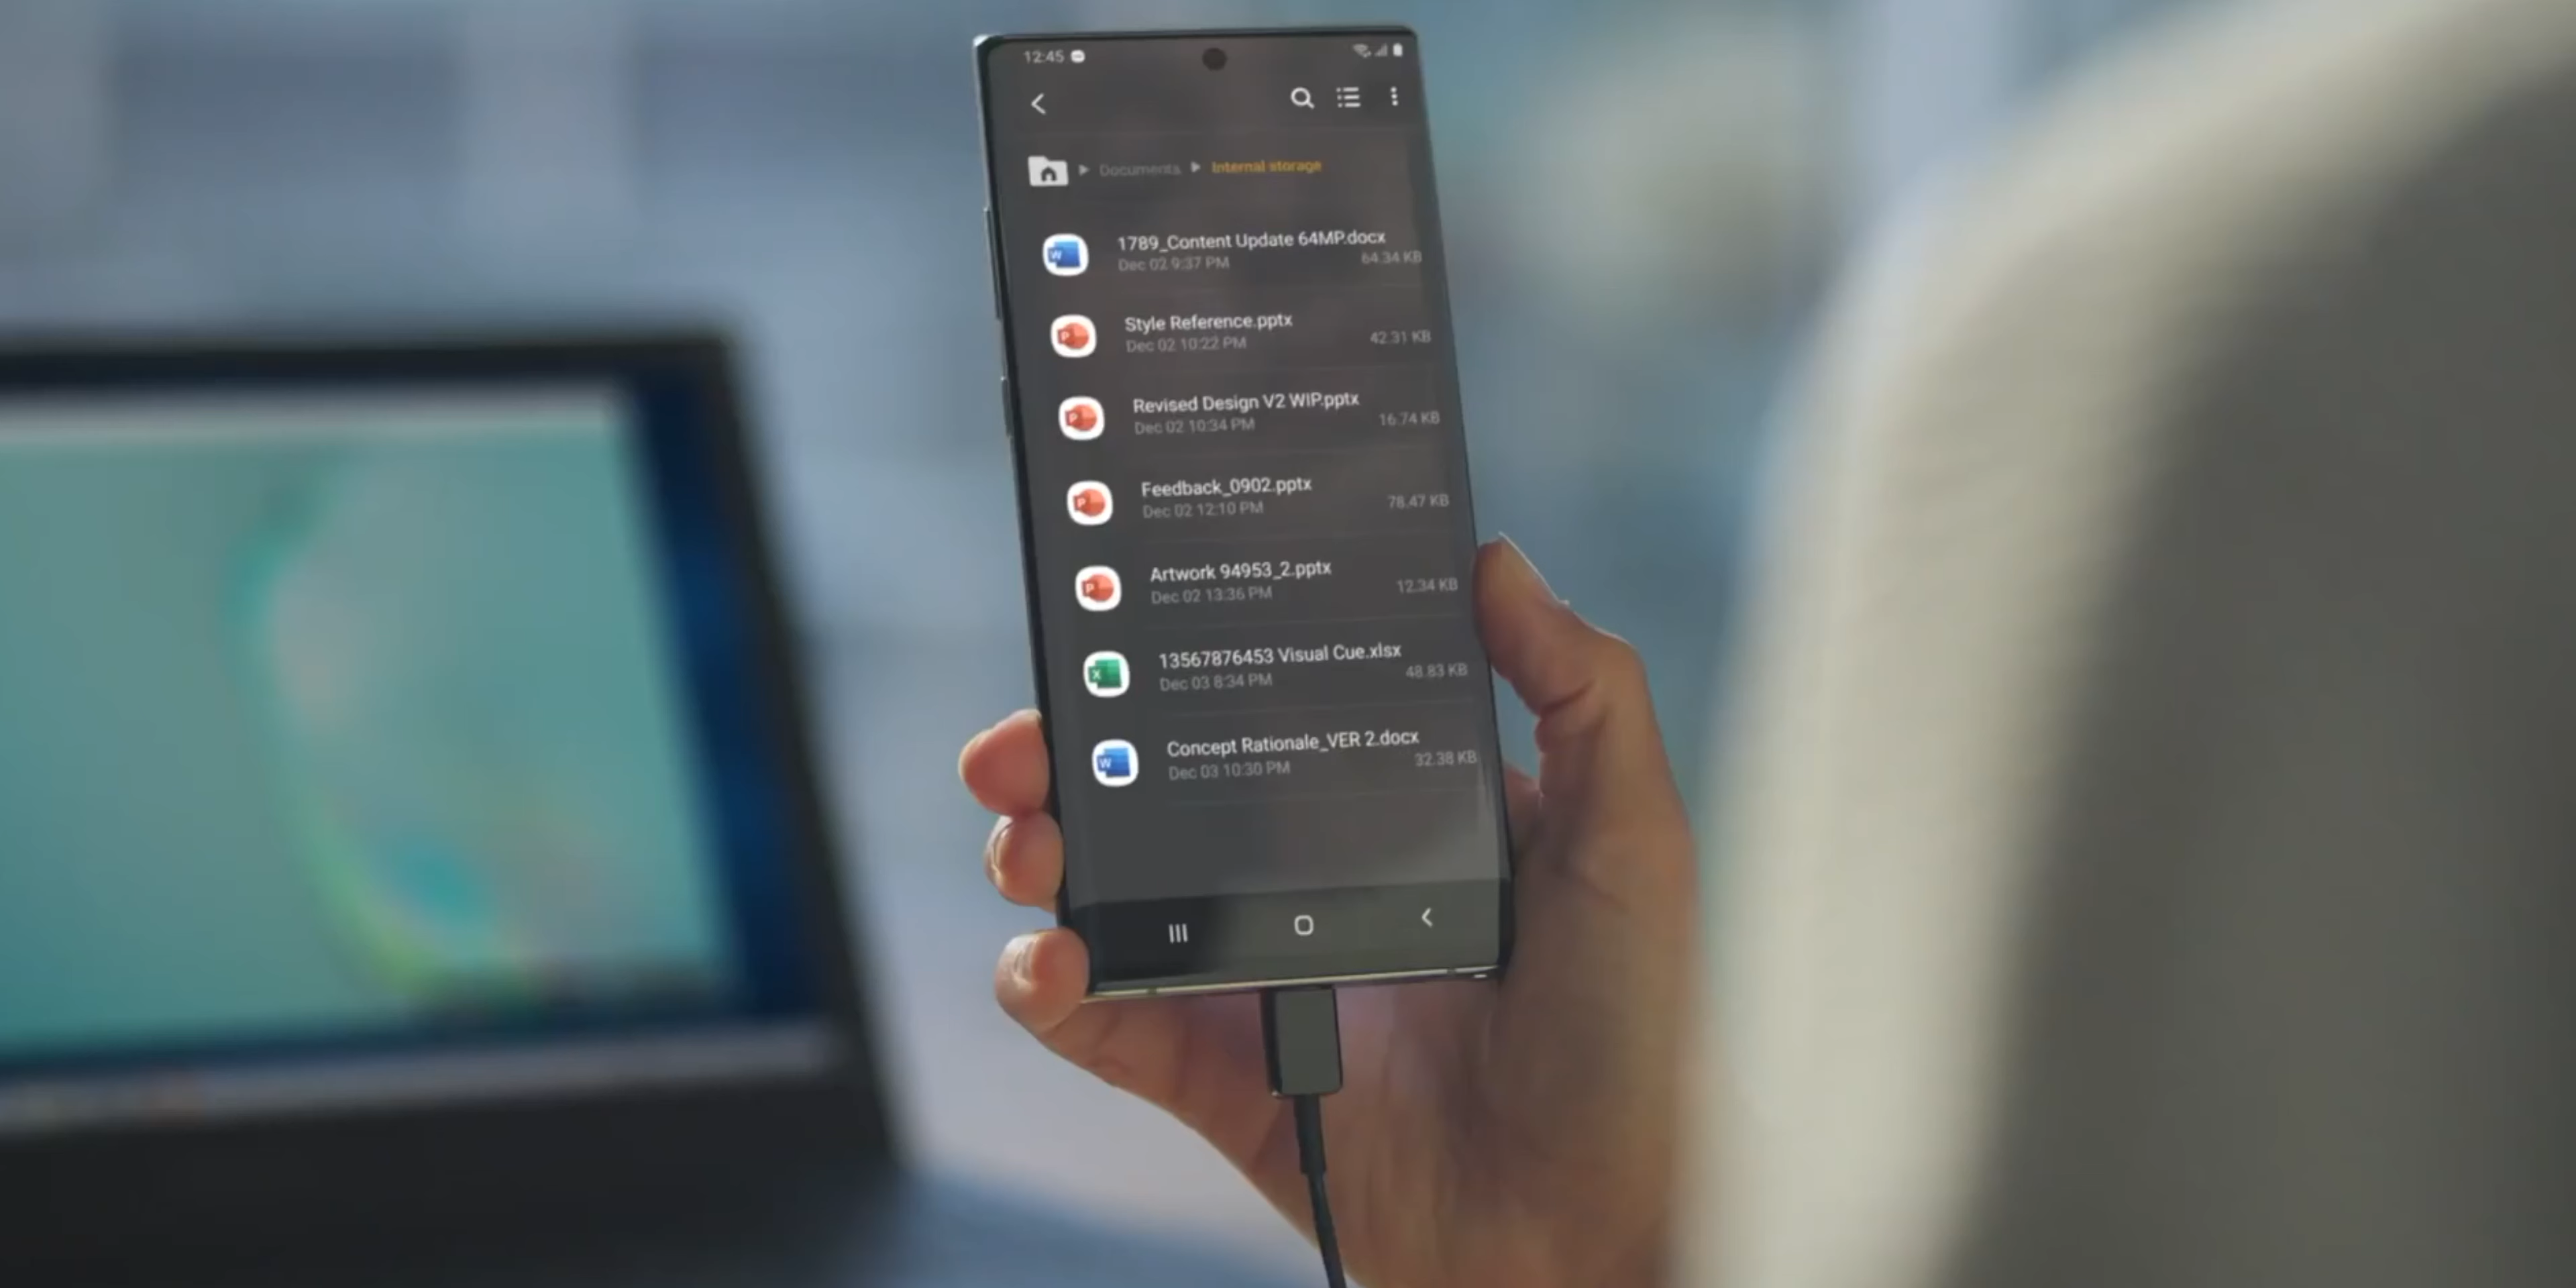 12:45
Documents Internal storage
1789_Content Update 64MP.docx
Dec 02 9:37 PM 64.34 KB
Style Reference.pptx
Dec 02 10:22 PM 42.31 KB
Revised Design V2 WIP.pptx
Dec 02 10:34 PM 16.74 KB
Feedback_0902.pptx
Dec 02 12:10 PM 78.47 KB
Artwork 94953_2.pptx
Dec 02 13:36 PM 12.34 KB
13567876453 Visual Cue.xlsx
Dec 03 8:34 PM 48.83 KB
Concept Rationale_VER 2.docx
Dec 03 10:30 PM 32.38 KB